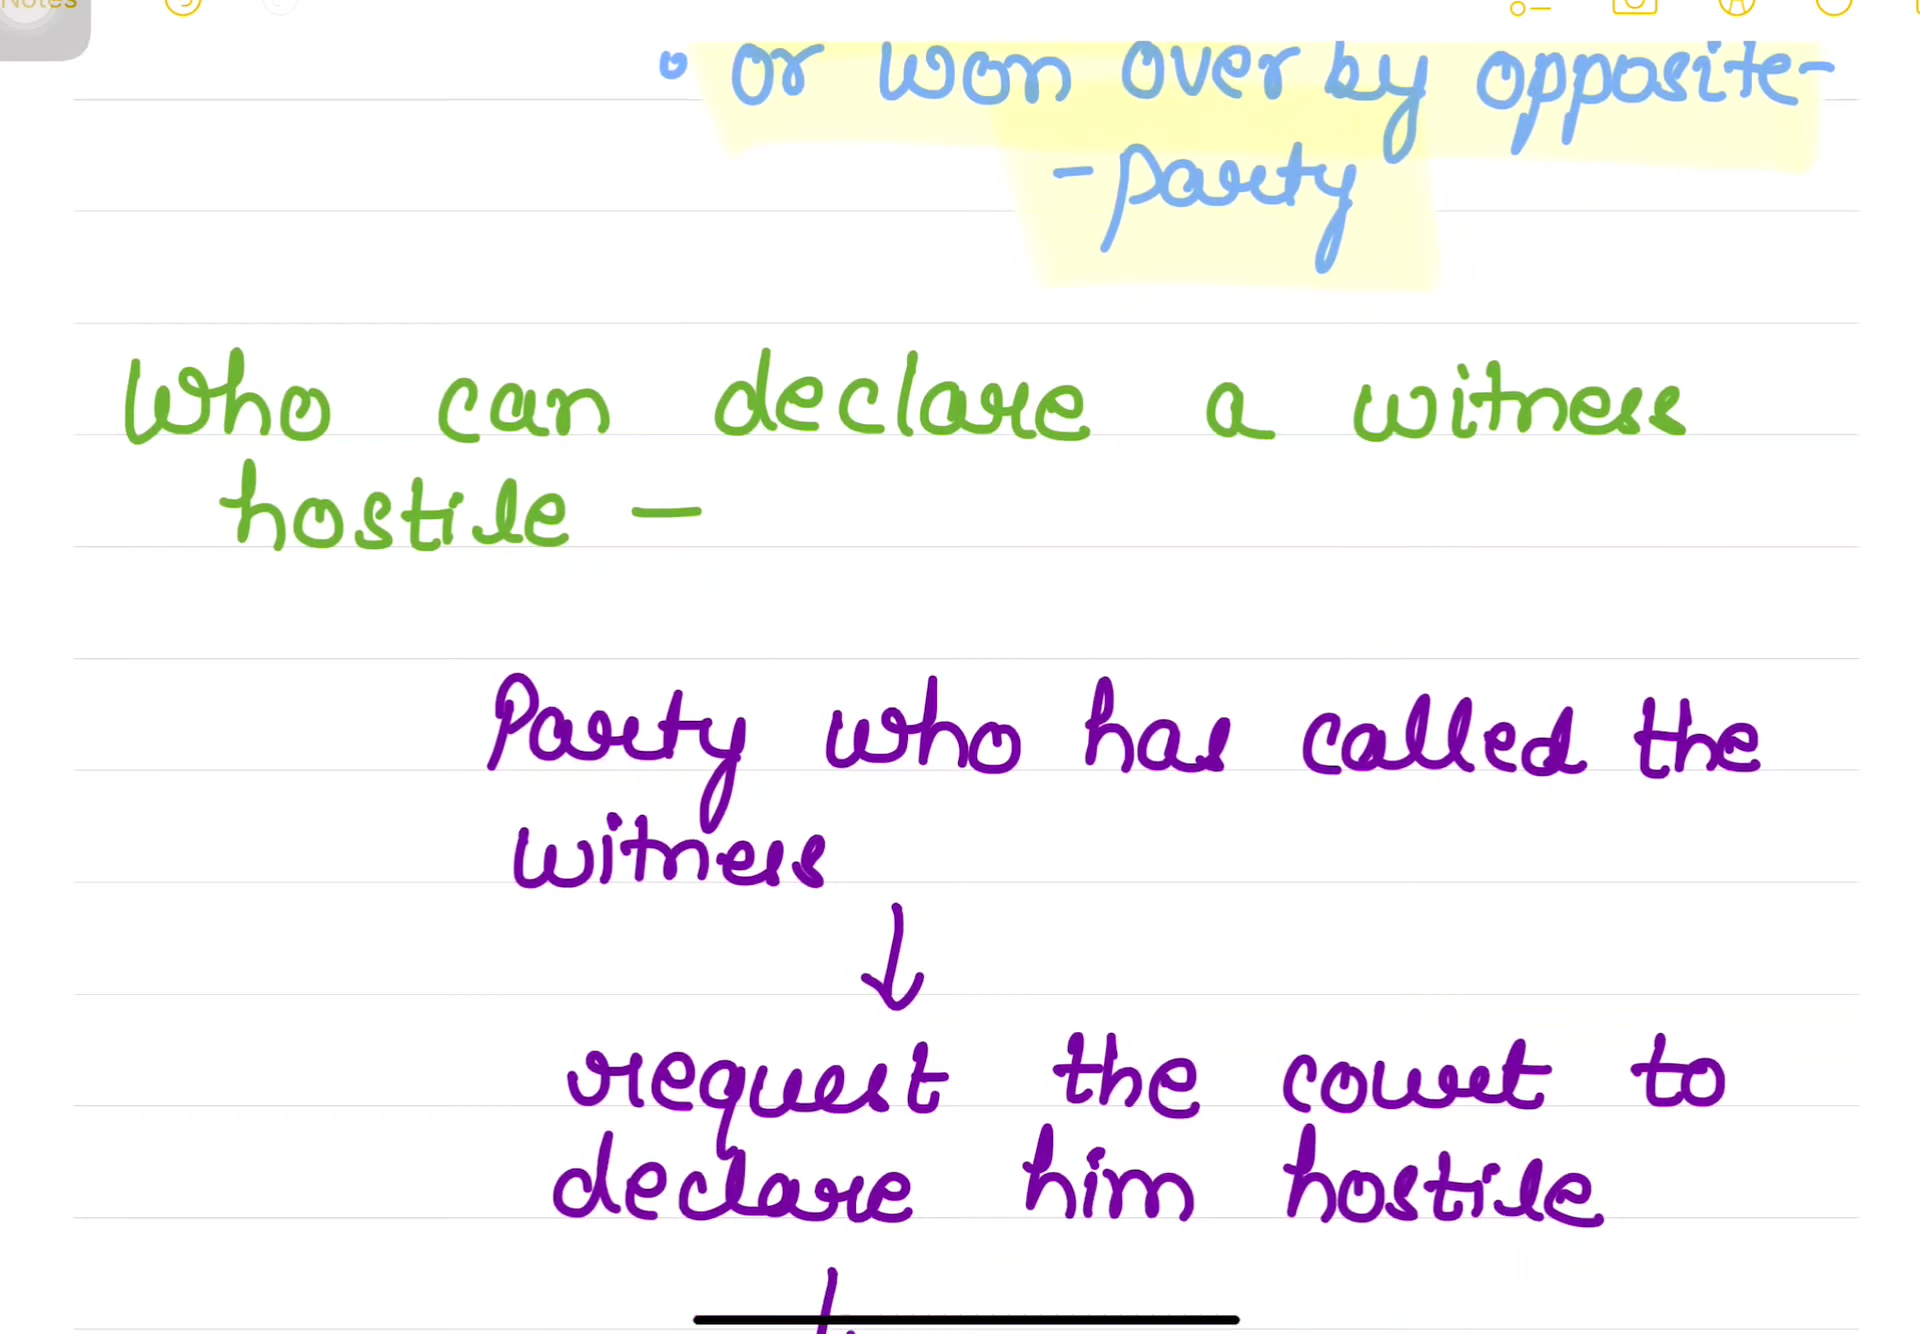 Notes
• or won over by opposite-
-party
Who can declare a witness
hostile —
Party who has called the
witness
↓
request the court to
declare him hostile